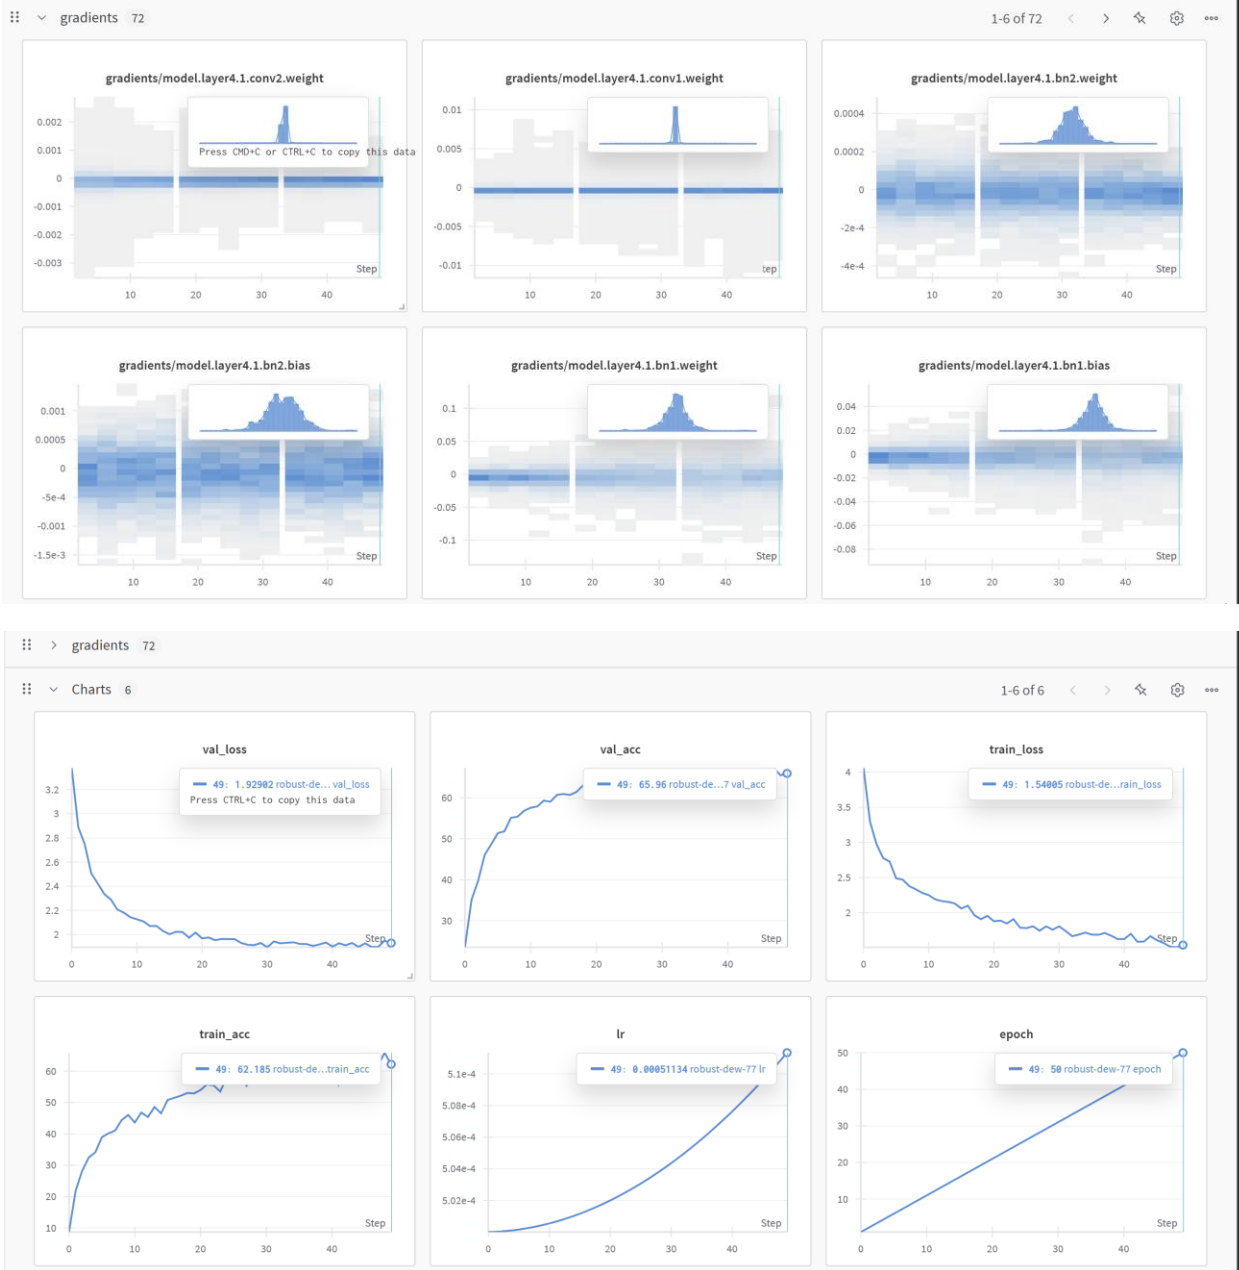 gradients 72 1-6 of 72
gradients/model.layer4.1.conv2.weight
0.002
0.001
0
-0.001
-0.002
-0.003
Press CMD+C or CTRL+C to copy this data
Step
10 20 30 40
gradients/model.layer4.1.conv1.weight
0.01
0.005
0
-0.005
-0.01
tep
10 20 30 40
gradients/model.layer4.1.bn2.weight
0.0004
0.0002
0
-2e-4
-4e-4
Step
10 20 30 40
gradients/model.layer4.1.bn2.bias
0.001
0.0005
0
-5e-4
-0.001
-1.5e-3
Step
10 20 30 40
gradients/model.layer4.1.bn1.weight
0.1
0.05
0
-0.05
-0.1
Step
10 20 30 40
gradients/model.layer4.1.bn1.bias
0.04
0.02
0
-0.02
-0.04
-0.06
-0.08
Step
10 20 30 40
gradients 72
Charts 6 1-6 of 6
val_loss
49: 1.92902 robust-de... val_loss
Press CTRL+C to copy this data
3.2
3
2.8
2.6
2.4
2.2
2
Step
0 10 20 30 40
val_acc
49: 65.96 robust-de...7 val_acc
60
50
40
30
Step
0 10 20 30 40
train_loss
49: 1.54005 robust-de...rain_loss
4
3.5
3
2.5
2
Step
0 10 20 30 40
train_acc
49: 62.185 robust-de...train_acc
60
50
40
30
20
10
Step
0 10 20 30 40
lr
49: 0.00051134 robust-dew-77 lr
5.1e-4
5.08e-4
5.06e-4
5.04e-4
5.02e-4
Step
0 10 20 30 40
epoch
49: 50 robust-dew-77 epoch
50
40
30
20
10
Step
0 10 20 30 40